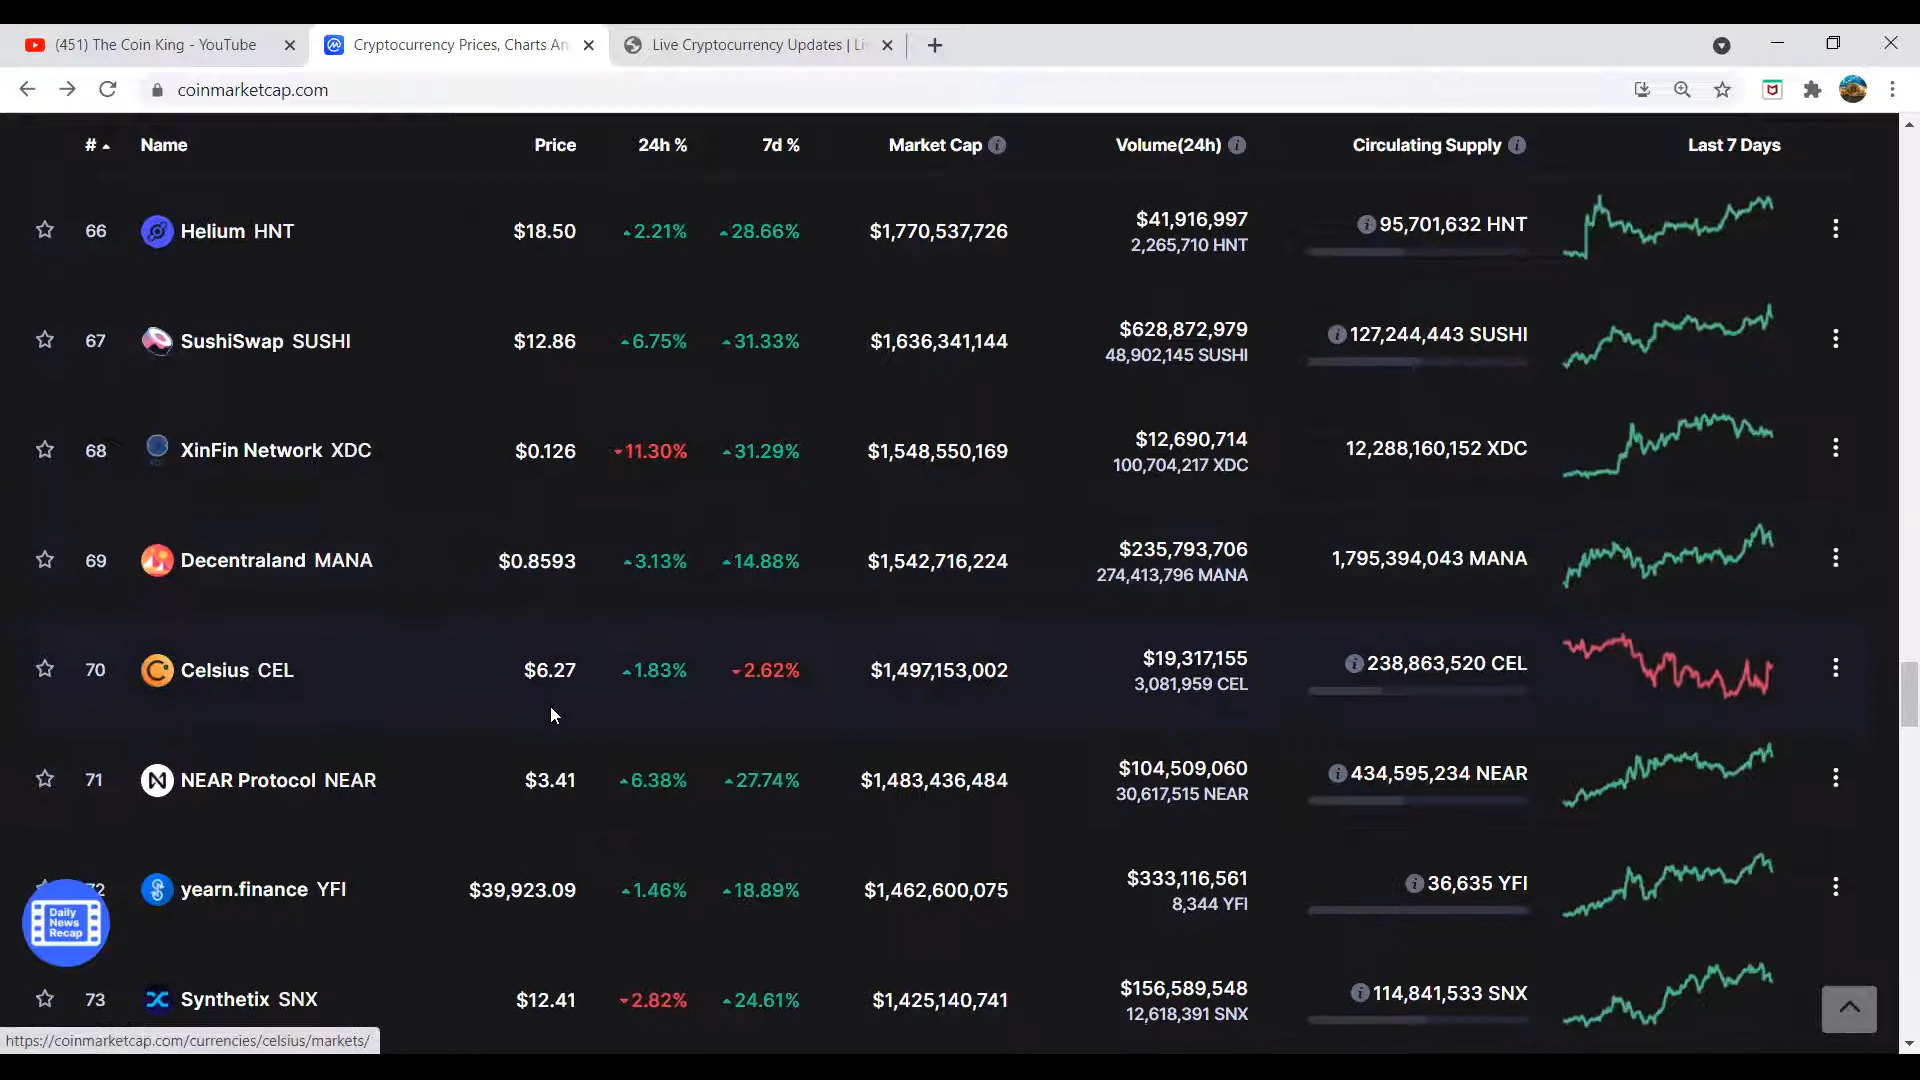 (451) The Coin King - YouTube
Cryptocurrency Prices, Charts An
Live Cryptocurrency Updates | Li
coinmarketcap.com
# Name Price 24h % 7d % Market Cap Volume(24h) Circulating Supply Last 7 Days
66 Helium HNT $18.50 2.21% 28.66% $1,770,537,726 $41,916,997 95,701,632 HNT
2,265,710 HNT
67 SushiSwap SUSHI $12.86 6.75% 31.33% $1,636,341,144 $628,872,979 127,244,443 SUSHI
48,902,145 SUSHI
68 XinFin Network XDC $0.126 11.30% 31.29% $1,548,550,169 $12,690,714 12,288,160,152 XDC
100,704,217 XDC
69 Decentraland MANA $0.8593 3.13% 14.88% $1,542,716,224 $235,793,706 1,795,394,043 MANA
274,413,796 MANA
70 Celsius CEL $6.27 1.83% 2.62% $1,497,153,002 $19,317,155 238,863,520 CEL
3,081,959 CEL
71 NEAR Protocol NEAR $3.41 6.38% 27.74% $1,483,436,484 $104,509,060 434,595,234 NEAR
30,617,515 NEAR
2 yearn.finance YFI $39,923.09 1.46% 18.89% $1,462,600,075 $333,116,561 36,635 YFI
8,344 YFI
Daily
News
Recap
73 Synthetix SNX $12.41 2.82% 24.61% $1,425,140,741 $156,589,548 114,841,533 SNX
12,618,391 SNX
https://coinmarketcap.com/currencies/celsius/markets/